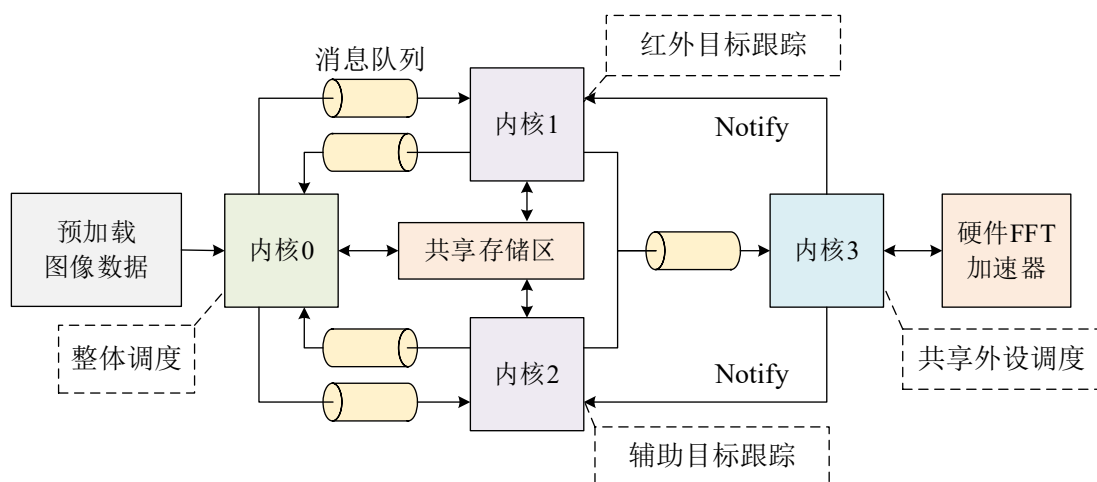 红外目标跟踪
消息队列
内核1
Notify
预加载
图像数据
内核0
共享存储区
内核3
硬件FFT
加速器
整体调度
内核2
Notify
共享外设调度
辅助目标跟踪